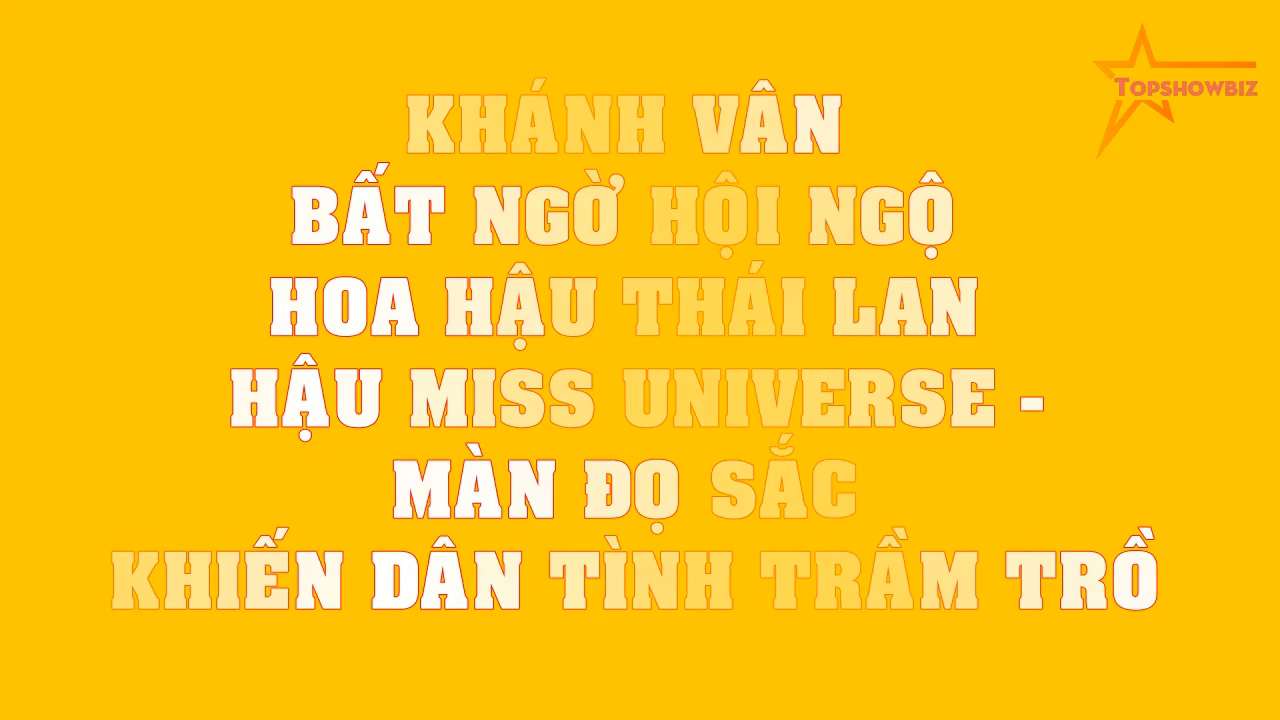 TOPSHOWBIZ
KHÁNH VÂN
BẤT NGỜ HỘI NGỘ
HOA HẬU THÁI LAN
HẬU MISS UNIVERSE -
MÀN ĐỌ SẮC
KHIẾN DÂN TÌNH TRẦM TRỒ